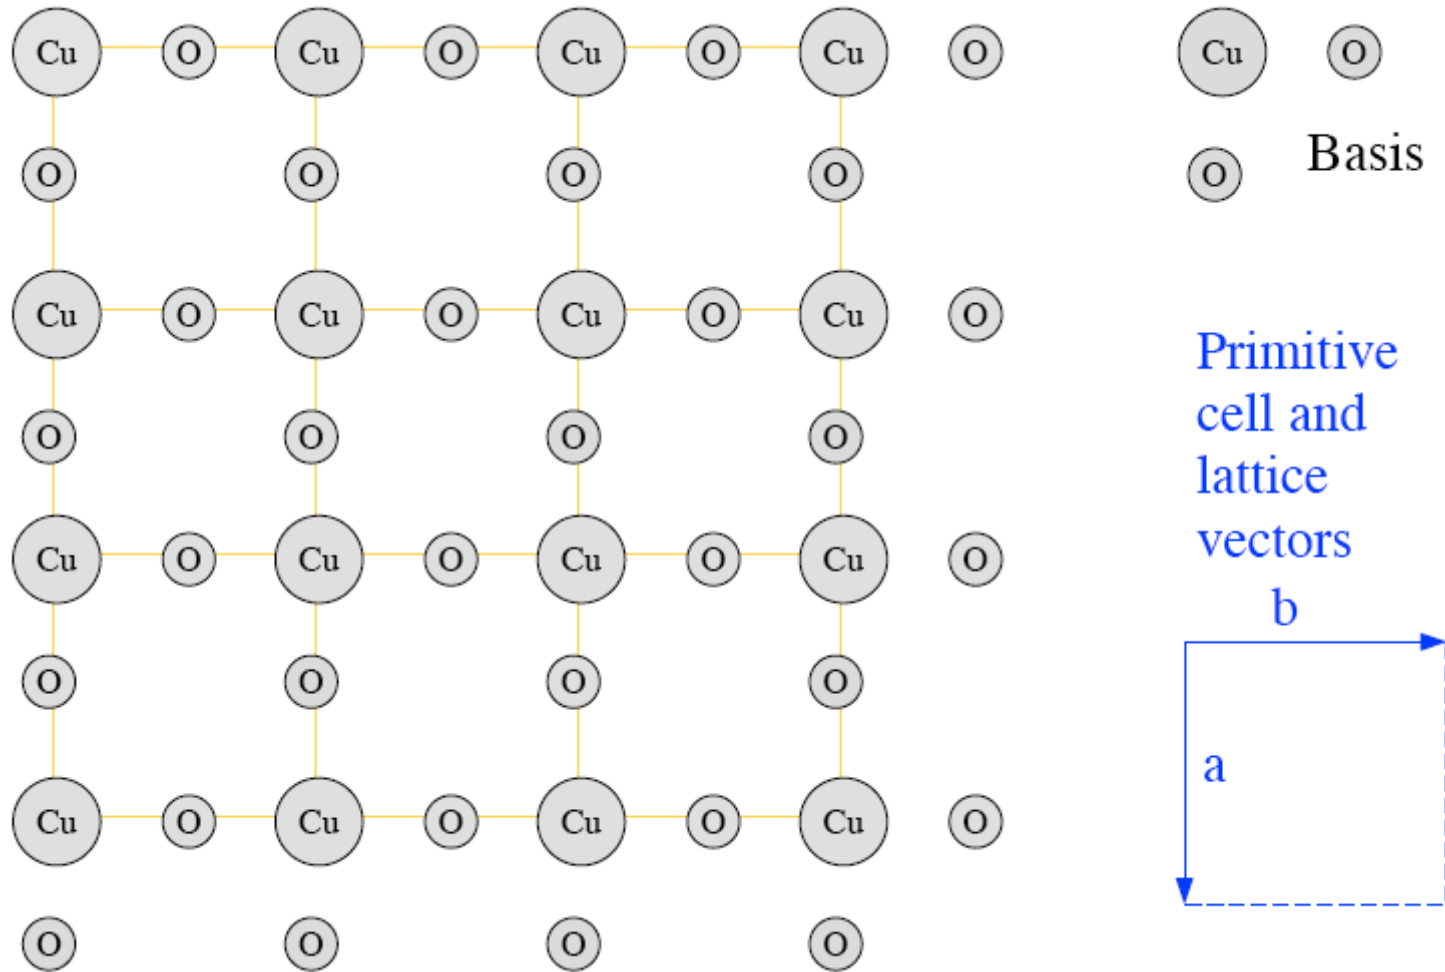 Cu O Cu O Cu O Cu O Cu O
O O O O O Basis
Cu O Cu O Cu O Cu O
Primitive
cell and
O O O O
lattice
vectors
Cu O Cu O Cu O Cu O
b
O O O O
a
Cu O Cu O Cu O Cu O
O O O O